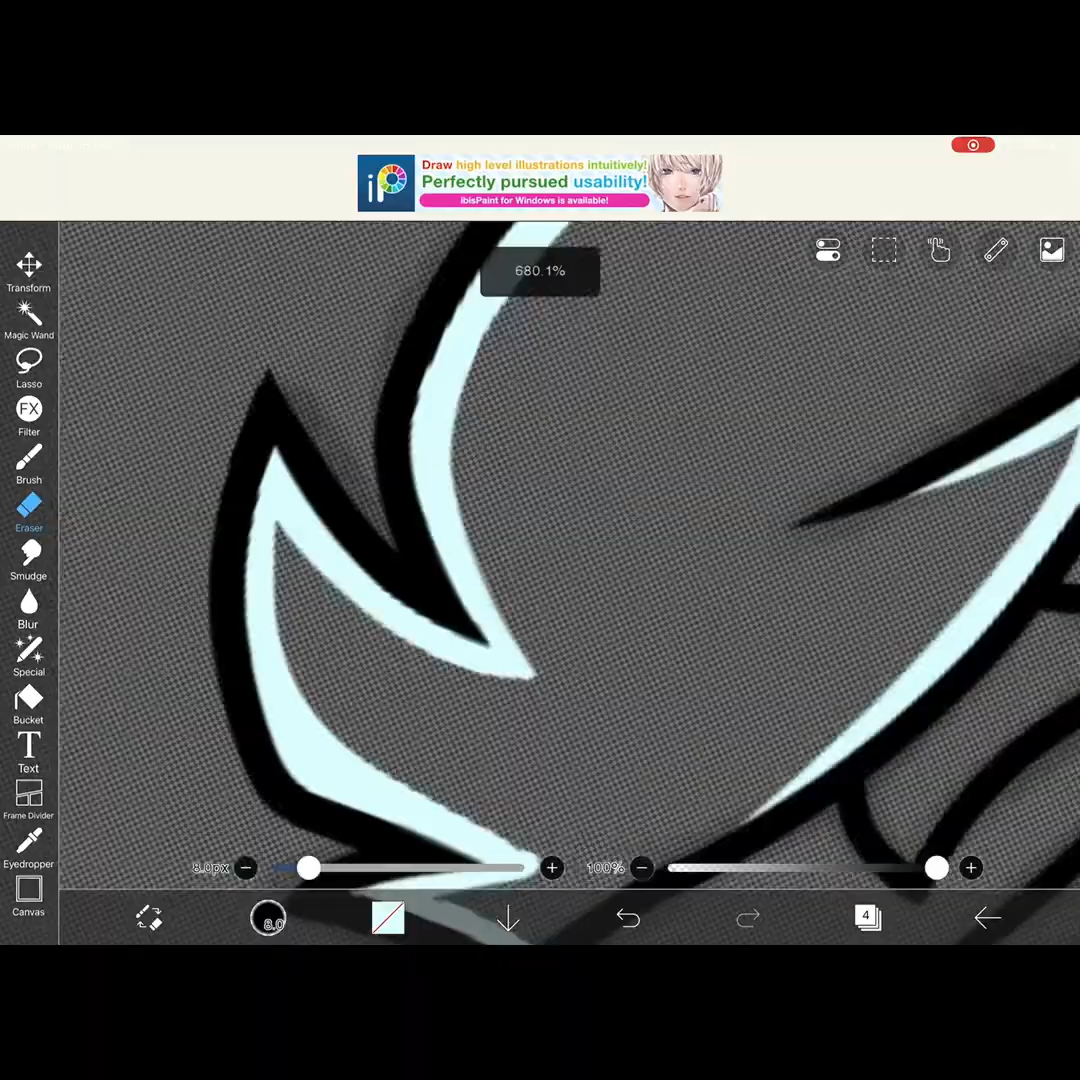 iP
Draw high level illustrations intuitively!
Perfectly pursued usability!
ibisPaint for Windows is available!
680.1%
Transform
Magic Wand
Lasso
FX
Filter
Brush
Eraser
Smudge
Blur
Special
Bucket
T
Text
Frame Divider
Eyedropper
Canvas
8.0px
100%
8.0
4